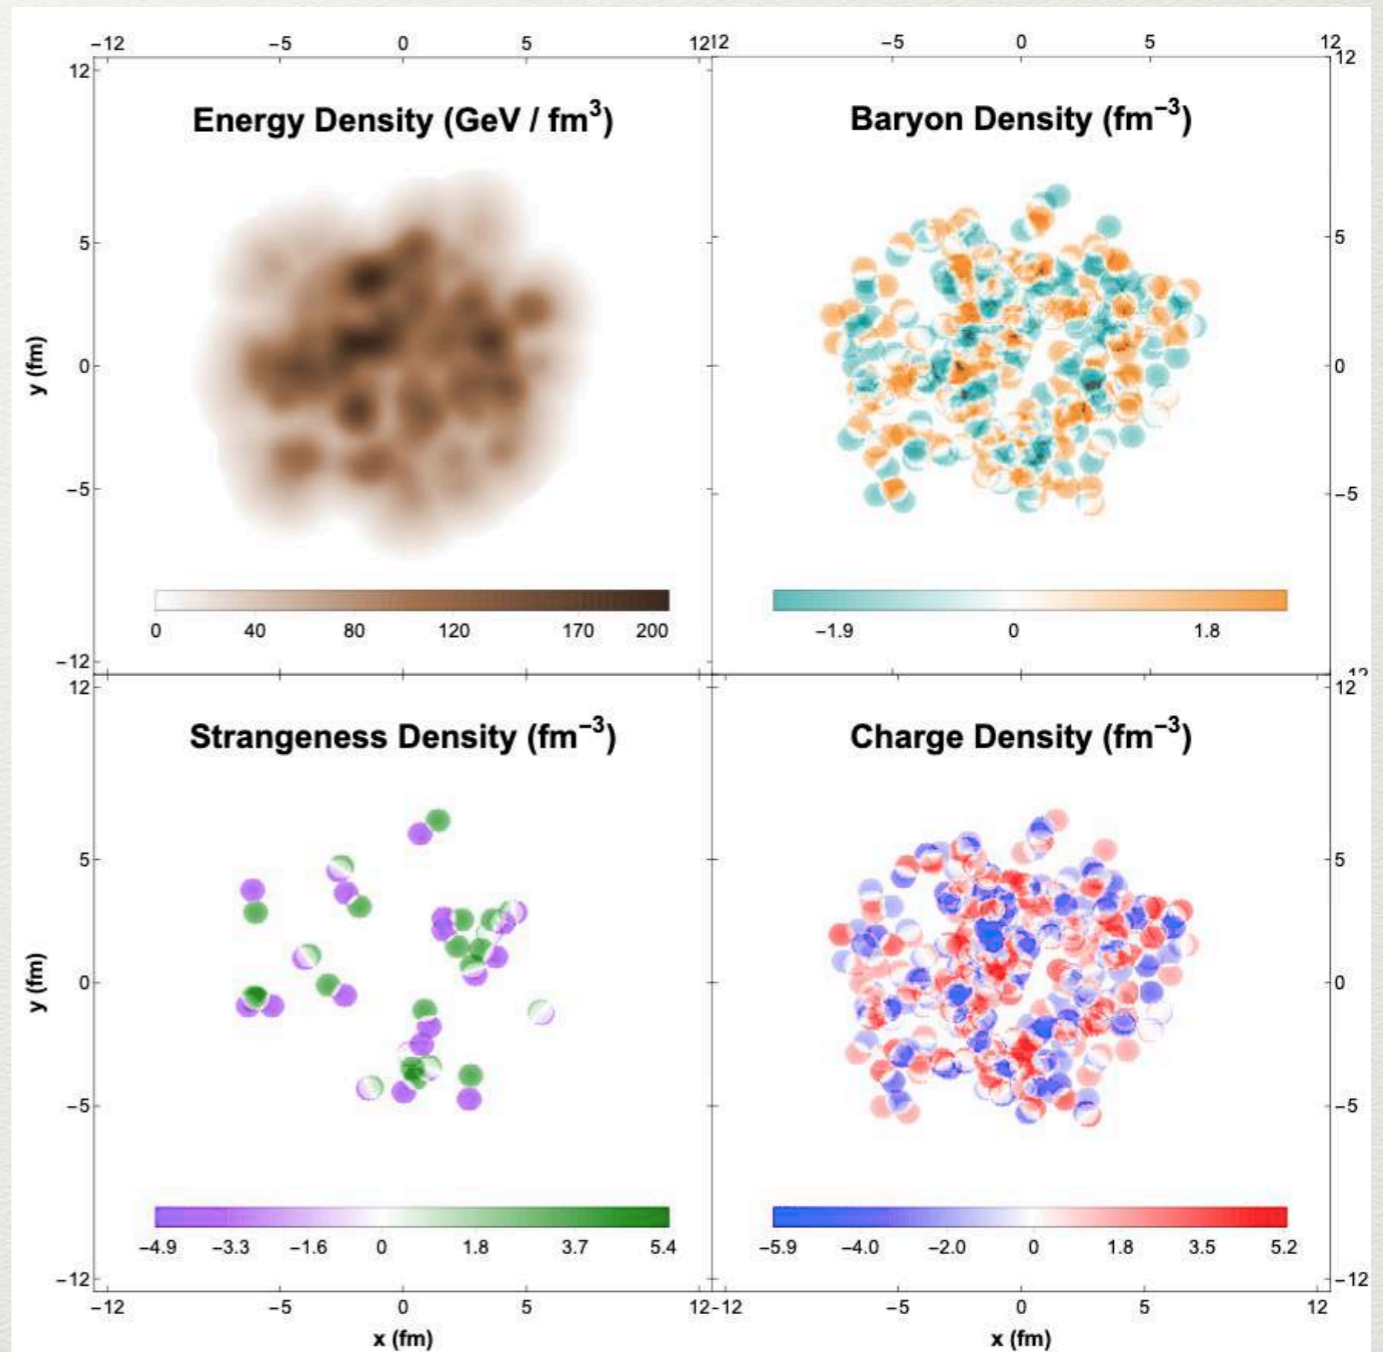 −12 −5 0 5 12 12 −5 0 5 12
12 12
Energy Density (GeV / fm³) Baryon Density (fm⁻³)
5 5
y (fm) 0 0
−5 −5
0 40 80 120 170 200 −1.9 0 1.8
−12
12 12
Strangeness Density (fm⁻³) Charge Density (fm⁻³)
5 5
y (fm) 0 0
−5 −5
−4.9 −3.3 −1.6 0 1.8 3.7 5.4 −5.9 −4.0 −2.0 0 1.8 3.5 5.2
−12 −12
−12 −5 0 5 12 −12 −5 0 5 12
x (fm) x (fm)